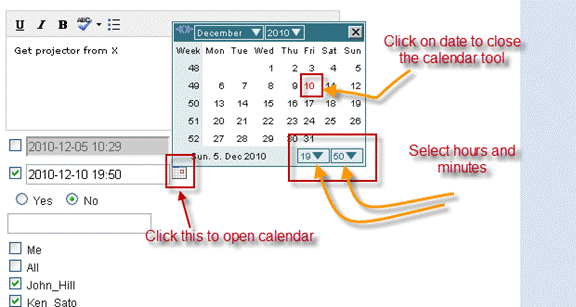 U I B ABC
Get projector from X
December 2010
Week Mon Tue Wed Thu Fri Sat Sun
48 1 2 3 4 5
49 6 7 8 9 10 11 12
50 13 14 15 16 17 18 19
51 20 21 22 23 24 25 26
52 27 28 29 30 31
Sun. 5. Dec 2010 19 50
Click on date to close
the calendar tool
Select hours and
minutes
2010-12-05 10:29
2010-12-10 19:50
Yes No
Click this to open calendar
Me
All
John_Hill
Ken_Sato